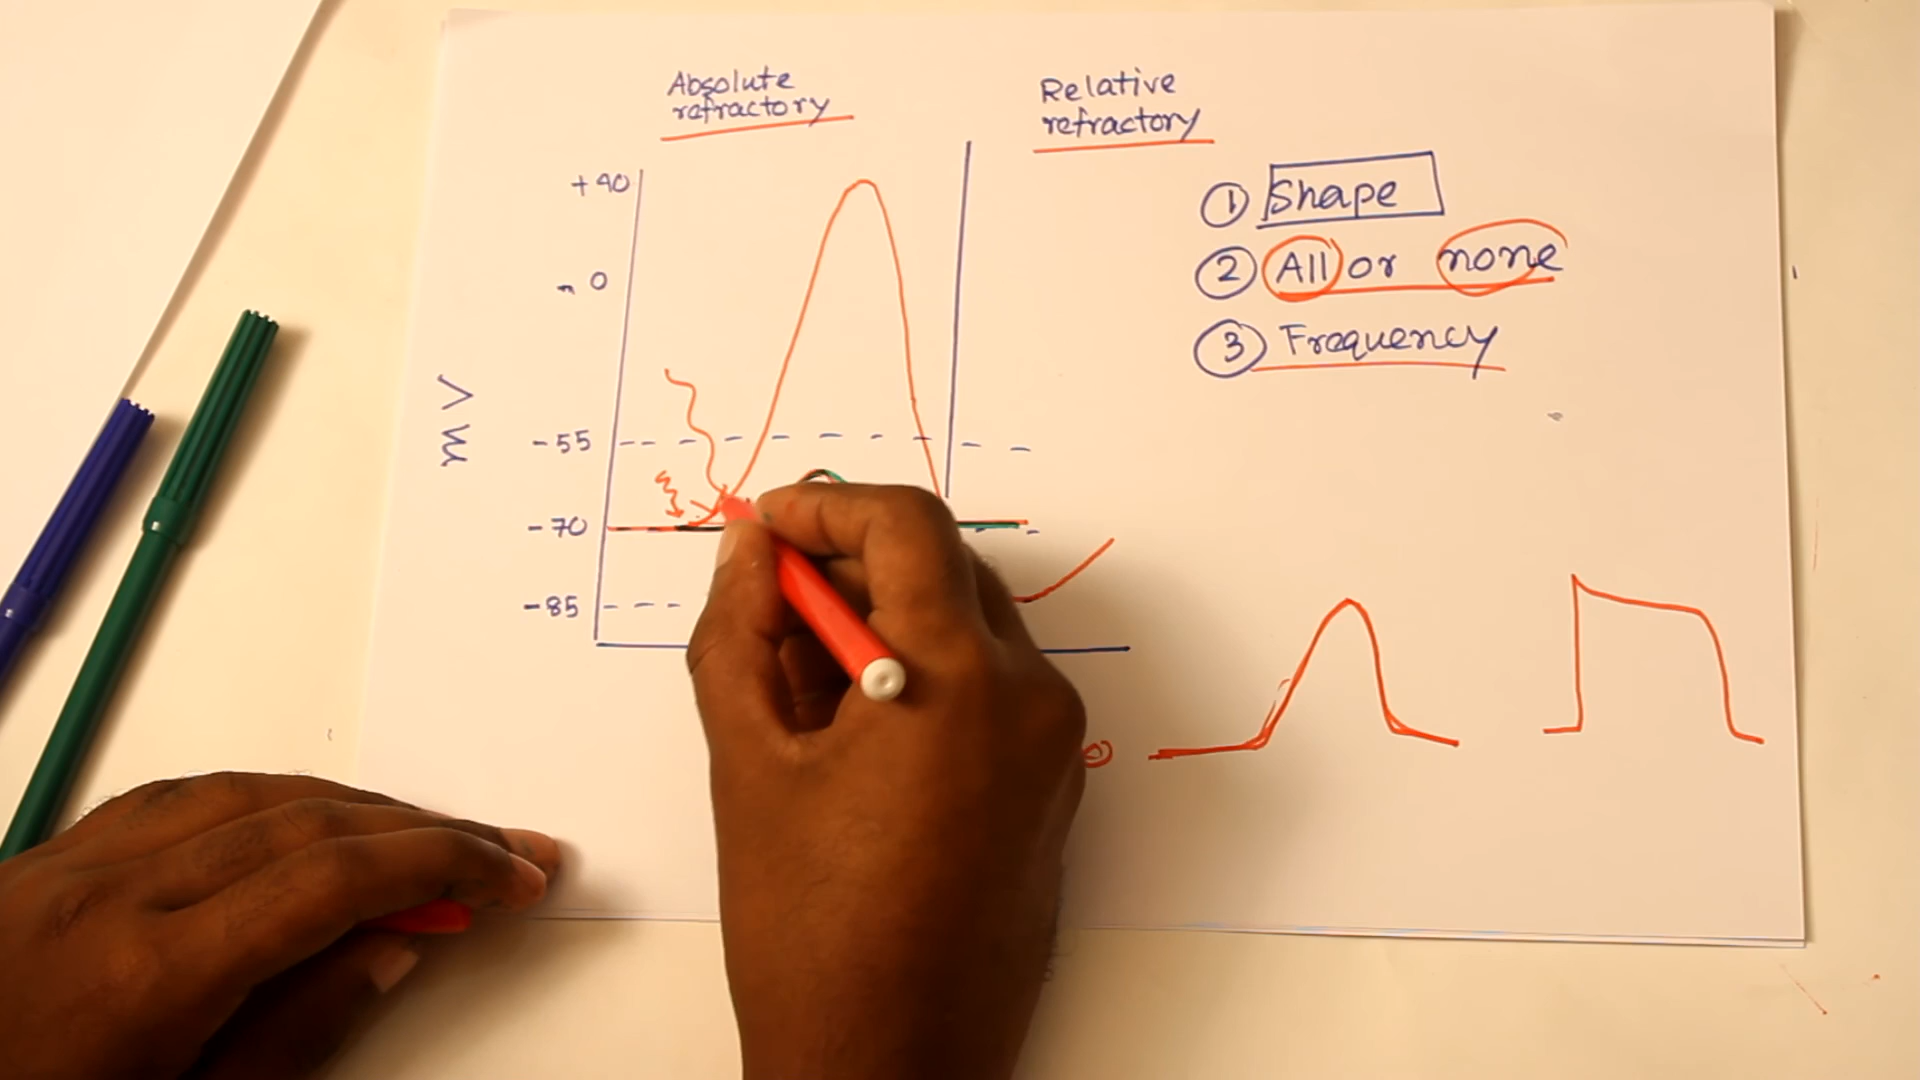 Absolute
refractory
Relative
refractory
+40
① Shape
② All or none
- 0
③ Frequency
mV
-55
-70
-85